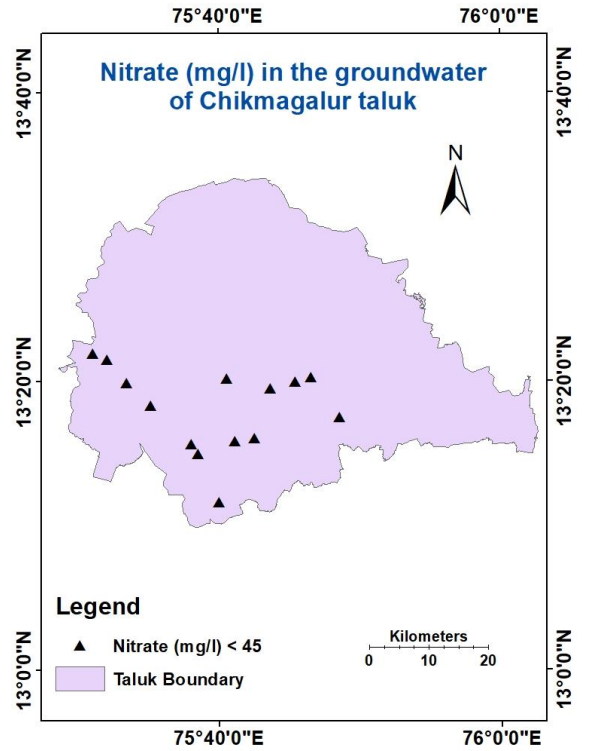 75°40'0"E
76°0'0"E
Nitrate (mg/l) in the groundwater
of Chikmagalur taluk
13°40'0"N
13°40'0"N
N
13°20'0"N
13°20'0"N
Legend
Nitrate (mg/l) < 45
Taluk Boundary
Kilometers
0 10 20
13°0'0"N
13°0'0"N
75°40'0"E
76°0'0"E